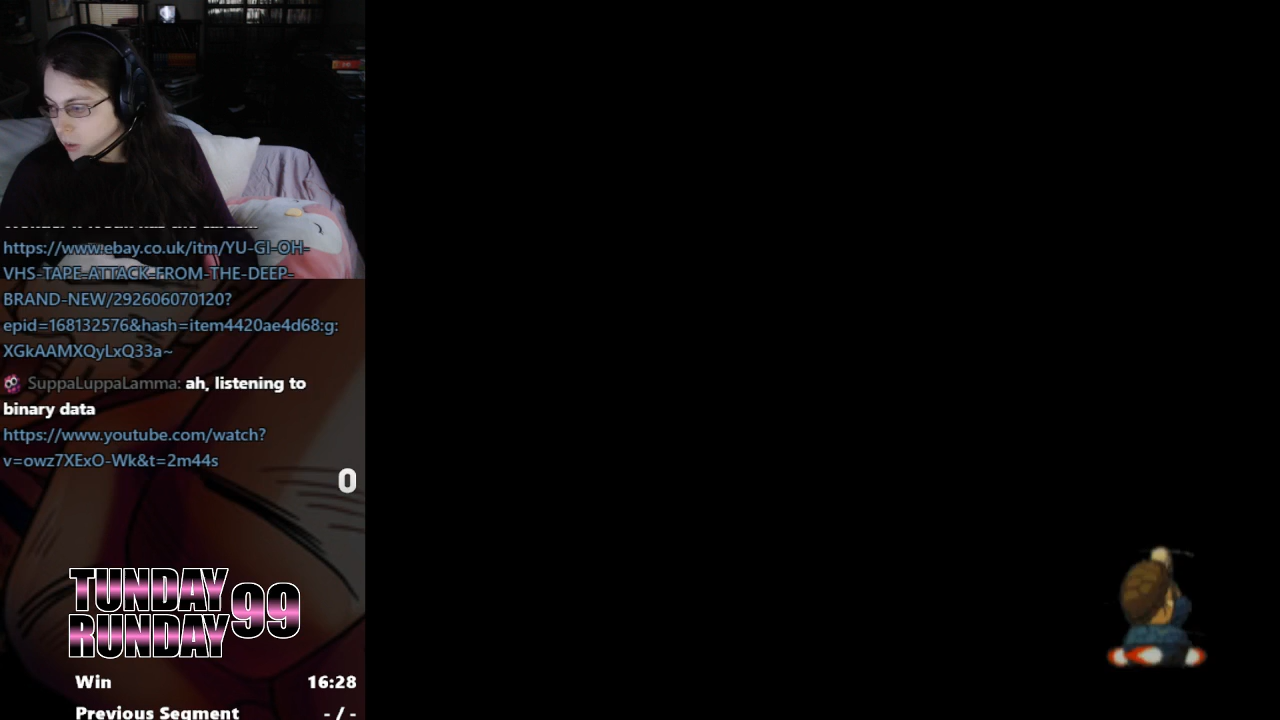 https://www.ebay.co.uk/itm/YU-GI-OH-
VHS-TAPE-ATTACK-FROM-THE-DEEP-
BRAND-NEW/292606070120?
epid=168132576&hash=item4420ae4d68:g:
XGkAAMXQyLxQ33a~
SuppaLuppaLamma: ah, listening to
binary data
https://www.youtube.com/watch?
v=owz7XExO-Wk&t=2m44s
0
TUNDAY
RUNDAY 99
Win 16:28
Previous Segment - / -